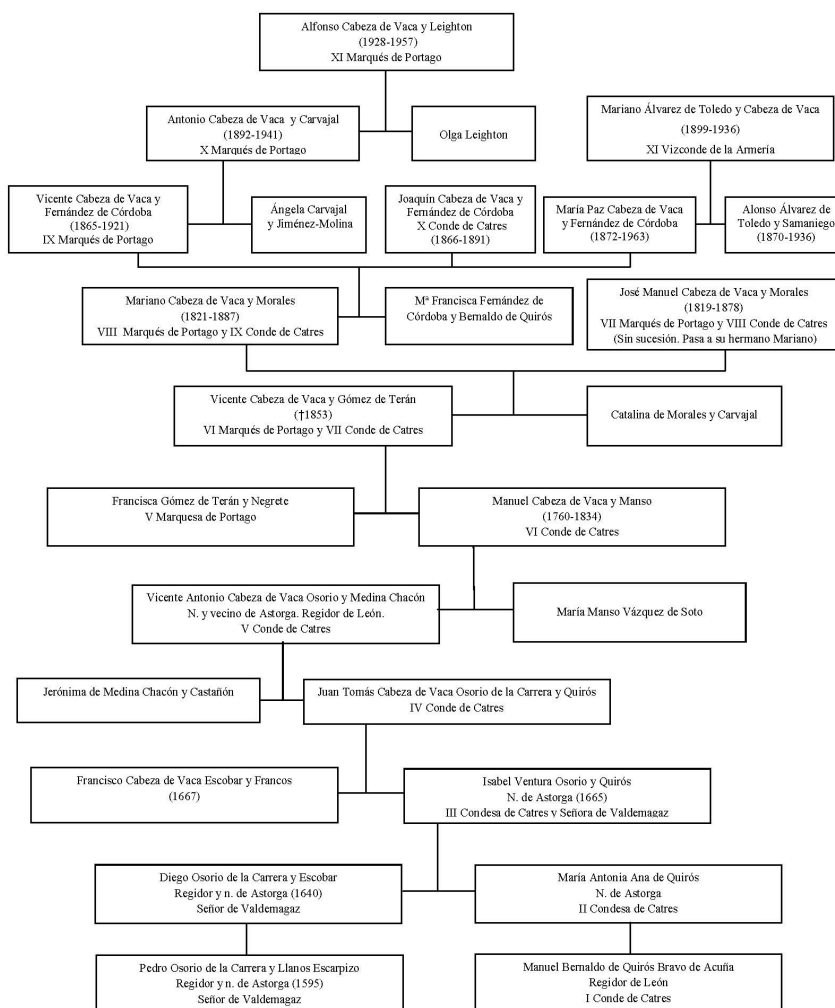 Alfonso Cabeza de Vaca y Leighton
(1928-1957)
XI Marqués de Portago
Antonio Cabeza de Vaca y Carvajal
(1892-1941)
X Marqués de Portago
Olga Leighton
Mariano Álvarez de Toledo y Cabeza de Vaca
(1899-1936)
XI Vizconde de la Armería
Vicente Cabeza de Vaca y
Fernández de Córdoba
(1865-1921)
IX Marqués de Portago
Ángela Carvajal
y Jiménez-Molina
Joaquín Cabeza de Vaca y
Fernández de Córdoba
X Conde de Catres
(1866-1891)
María Paz Cabeza de Vaca
y Fernández de Córdoba
(1872-1963)
Alonso Álvarez de
Toledo y Samaniego
(1870-1936)
Mariano Cabeza de Vaca y Morales
(1821-1887)
VIII Marqués de Portago y IX Conde de Catres
Mª Francisca Fernández de
Córdoba y Bernaldo de Quirós
José Manuel Cabeza de Vaca y Morales
(1819-1878)
VII Marqués de Portago y VIII Conde de Catres
(Sin sucesión. Pasa a su hermano Mariano)
Vicente Cabeza de Vaca y Gómez de Terán
(†1853)
VI Marqués de Portago y VII Conde de Catres
Catalina de Morales y Carvajal
Francisca Gómez de Terán y Negrete
V Marquesa de Portago
Manuel Cabeza de Vaca y Manso
(1760-1834)
VI Conde de Catres
Vicente Antonio Cabeza de Vaca Osorio y Medina Chacón
N. y vecino de Astorga. Regidor de León.
V Conde de Catres
María Manso Vázquez de Soto
Jerónima de Medina Chacón y Castañón
Juan Tomás Cabeza de Vaca Osorio de la Carrera y Quirós
IV Conde de Catres
Francisco Cabeza de Vaca Escobar y Francos
(1667)
Isabel Ventura Osorio y Quirós
N. de Astorga (1665)
III Condesa de Catres y Señora de Valdemagaz
Diego Osorio de la Carrera y Escobar
Regidor y n. de Astorga (1640)
Señor de Valdemagaz
María Antonia Ana de Quirós
N. de Astorga
II Condesa de Catres
Pedro Osorio de la Carrera y Llanos Escarpizo
Regidor y n. de Astorga (1595)
Señor de Valdemagaz
Manuel Bernaldo de Quirós Bravo de Acuña
Regidor de León
I Conde de Catres